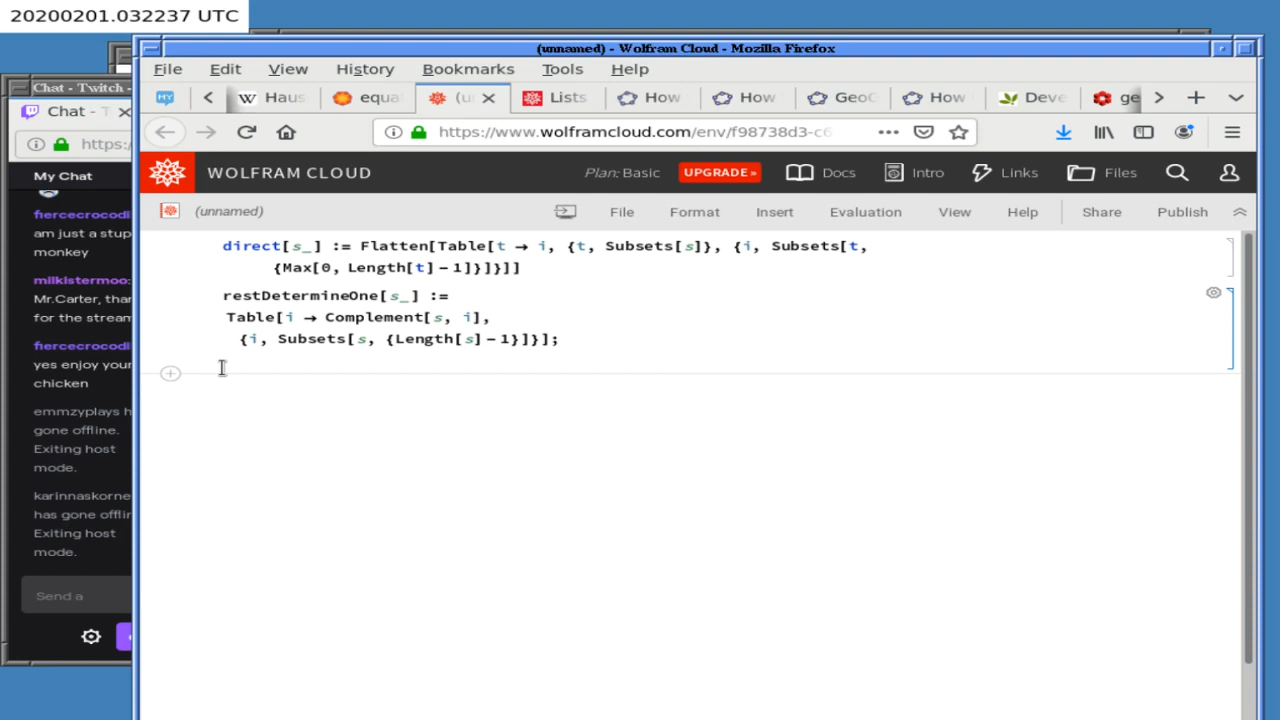 20200201.032237 UTC
(unnamed) - Wolfram Cloud - Mozilla Firefox
File Edit View History Bookmarks Tools Help
Chat - Twitch -
Chat - T
W Haus
equa
(u
Lists
How
How
GeoC
How
Deve
ge
https:/
https://www.wolframcloud.com/env/f98738d3-c6
My Chat
WOLFRAM CLOUD
Plan: Basic
UPGRADE »
Docs
Intro
Links
Files
(unnamed)
File Format Insert Evaluation View Help Share Publish
fiercecrocodi
am just a stup
monkey
milkistermoo:
Mr.Carter, than
for the stream
fiercecrocodi
yes enjoy your
chicken
emmzyplays h
gone offline.
Exiting host
mode.
karinnaskorne
has gone offlin
Exiting host
mode.
Send a
direct[s_] := Flatten[Table[t → i, {t, Subsets[s]}, {i, Subsets[t,
{Max[0, Length[t] - 1]}]}]]
restDetermineOne[s_] :=
Table[i → Complement[s, i],
{i, Subsets[s, {Length[s] - 1}]}];